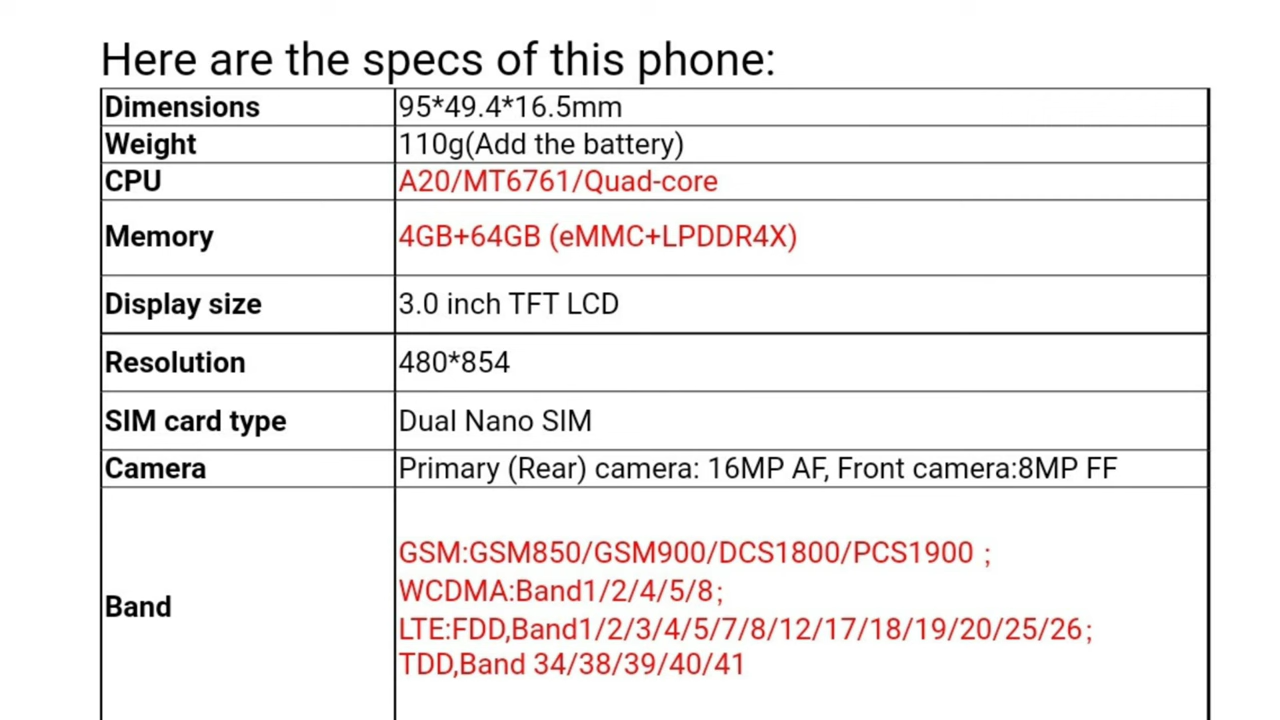 Here are the specs of this phone:
Dimensions 95*49.4*16.5mm
Weight 110g(Add the battery)
CPU A20/MT6761/Quad-core
Memory 4GB+64GB (eMMC+LPDDR4X)
Display size 3.0 inch TFT LCD
Resolution 480*854
SIM card type Dual Nano SIM
Camera Primary (Rear) camera: 16MP AF, Front camera:8MP FF
Band
GSM:GSM850/GSM900/DCS1800/PCS1900 ;
WCDMA:Band1/2/4/5/8;
LTE:FDD,Band1/2/3/4/5/7/8/12/17/18/19/20/25/26;
TDD,Band 34/38/39/40/41